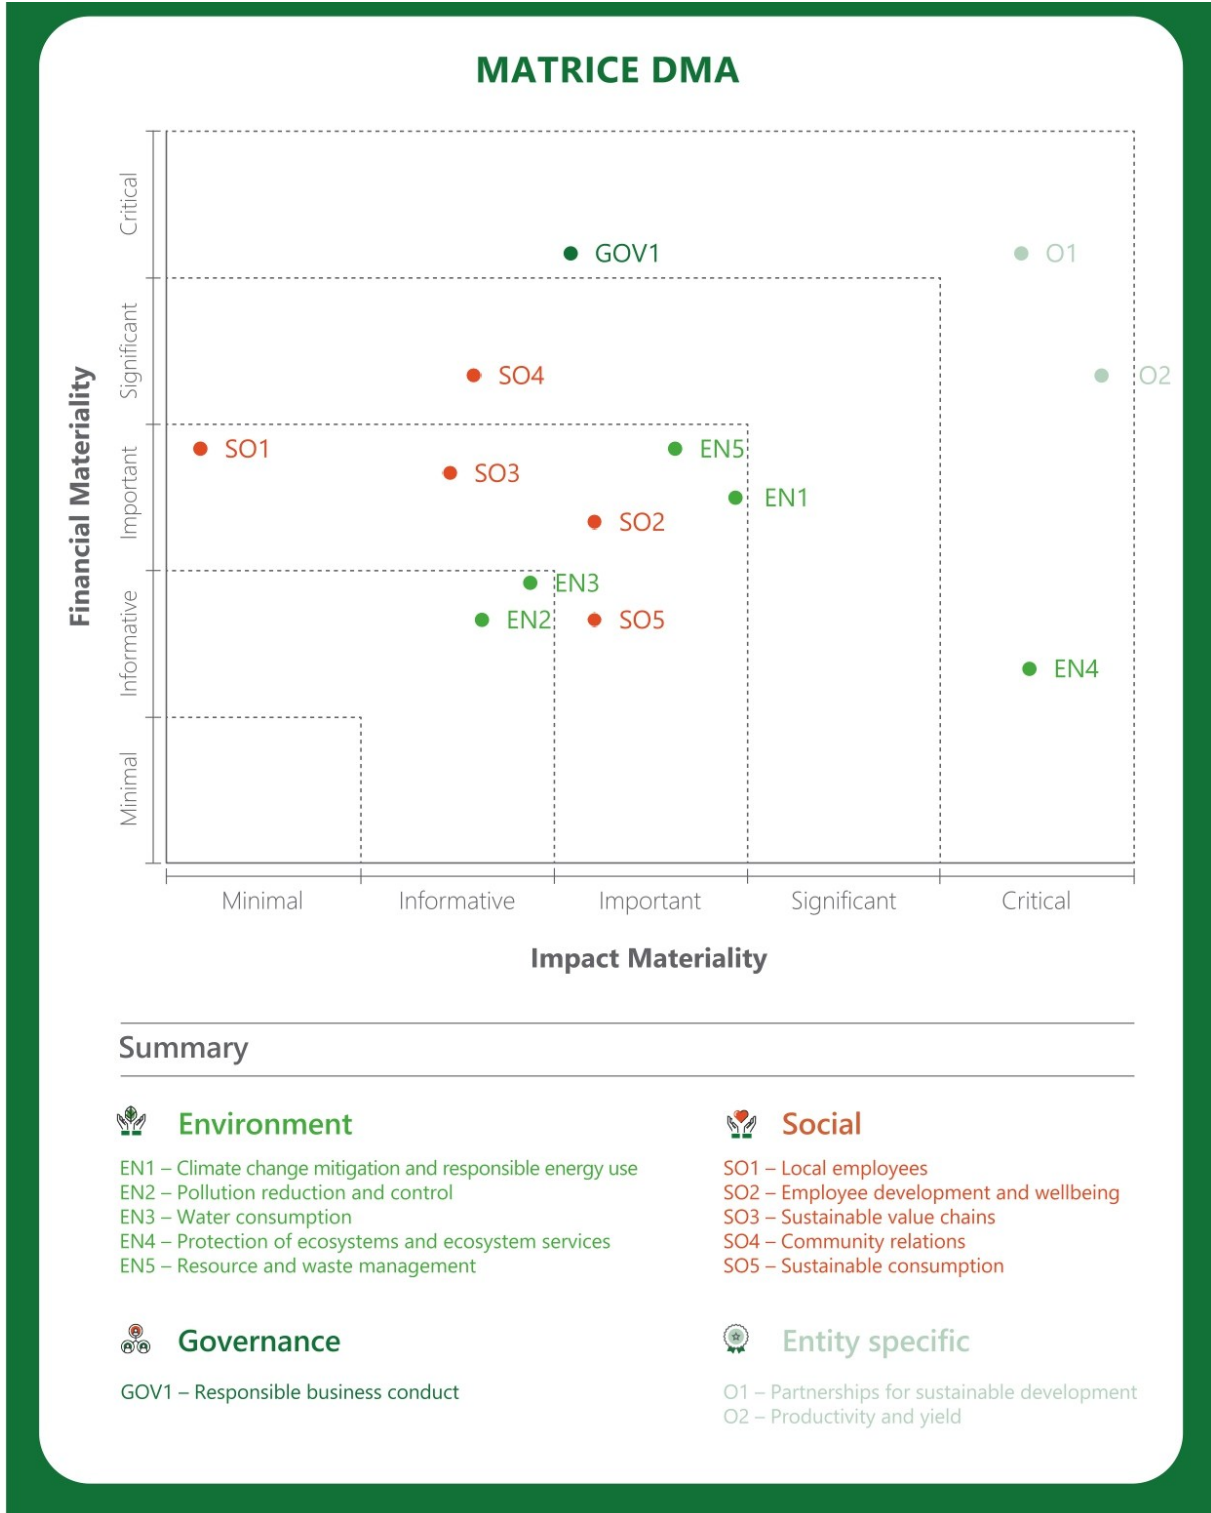 MATRICE DMA
Critical
GOV1
O1
Significant
SO4
O2
Financial Materiality
Important
SO1
EN5
SO3
EN1
SO2
Informative
EN3
EN2
SO5
EN4
Minimal
Minimal
Informative
Important
Significant
Critical
Impact Materiality
Summary
Environment
EN1 – Climate change mitigation and responsible energy use
EN2 – Pollution reduction and control
EN3 – Water consumption
EN4 – Protection of ecosystems and ecosystem services
EN5 – Resource and waste management
Social
SO1 – Local employees
SO2 – Employee development and wellbeing
SO3 – Sustainable value chains
SO4 – Community relations
SO5 – Sustainable consumption
Governance
GOV1 – Responsible business conduct
Entity specific
O1 – Partnerships for sustainable development
O2 – Productivity and yield